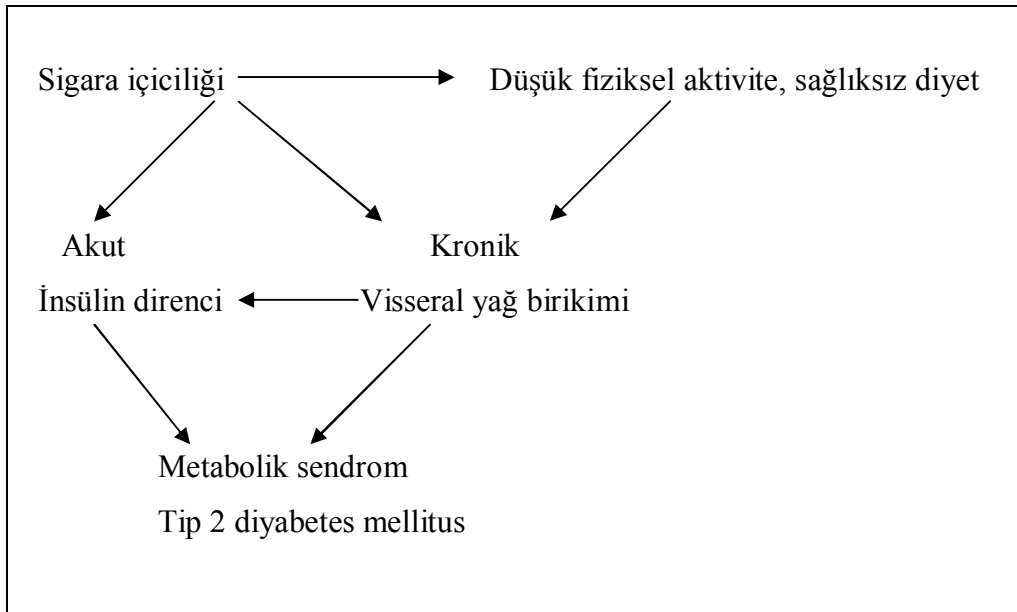 Sigara içiciliği Düşük fiziksel aktivite, sağlıksız diyet
Akut Kronik
İnsülin direnci Visseral yağ birikimi
Metabolik sendrom
Tip 2 diyabetes mellitus